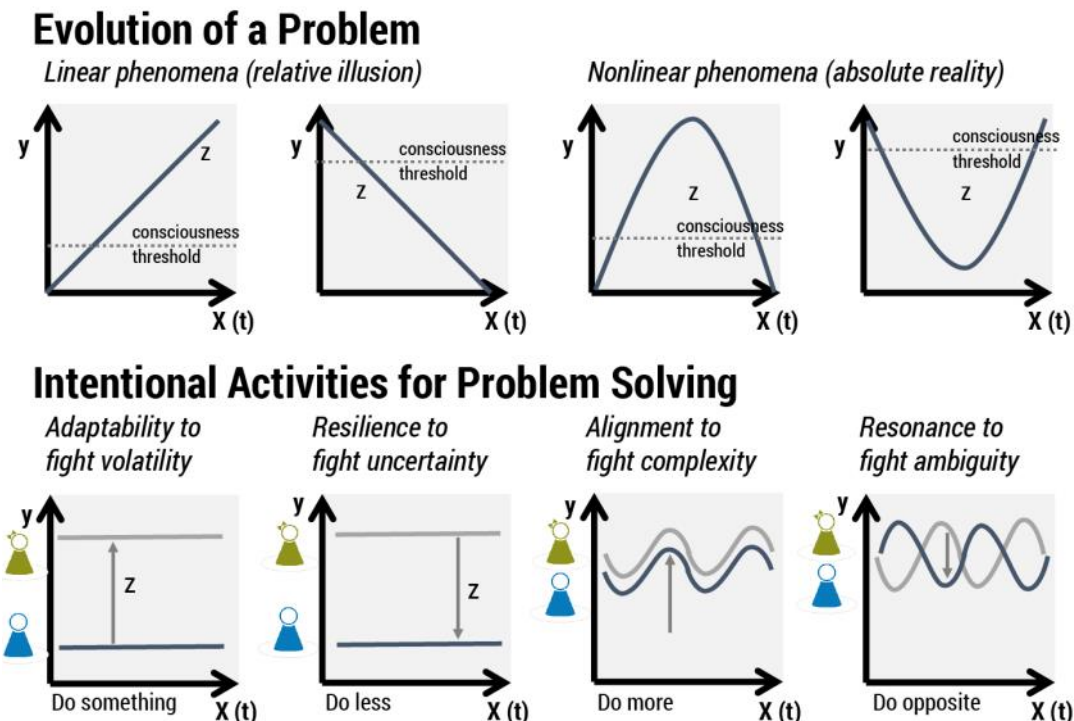 Evolution of a Problem
Linear phenomena (relative illusion)
Nonlinear phenomena (absolute reality)
y
z
consciousness
threshold
X (t)
y
consciousness
threshold
z
X (t)
y
z
consciousness
threshold
X (t)
y
consciousness
threshold
z
X (t)
Intentional Activities for Problem Solving
Adaptability to
fight volatility
Resilience to
fight uncertainty
Alignment to
fight complexity
Resonance to
fight ambiguity
y
z
Do something
X (t)
y
z
Do less
X (t)
y
Do more
X (t)
y
Do opposite
X (t)